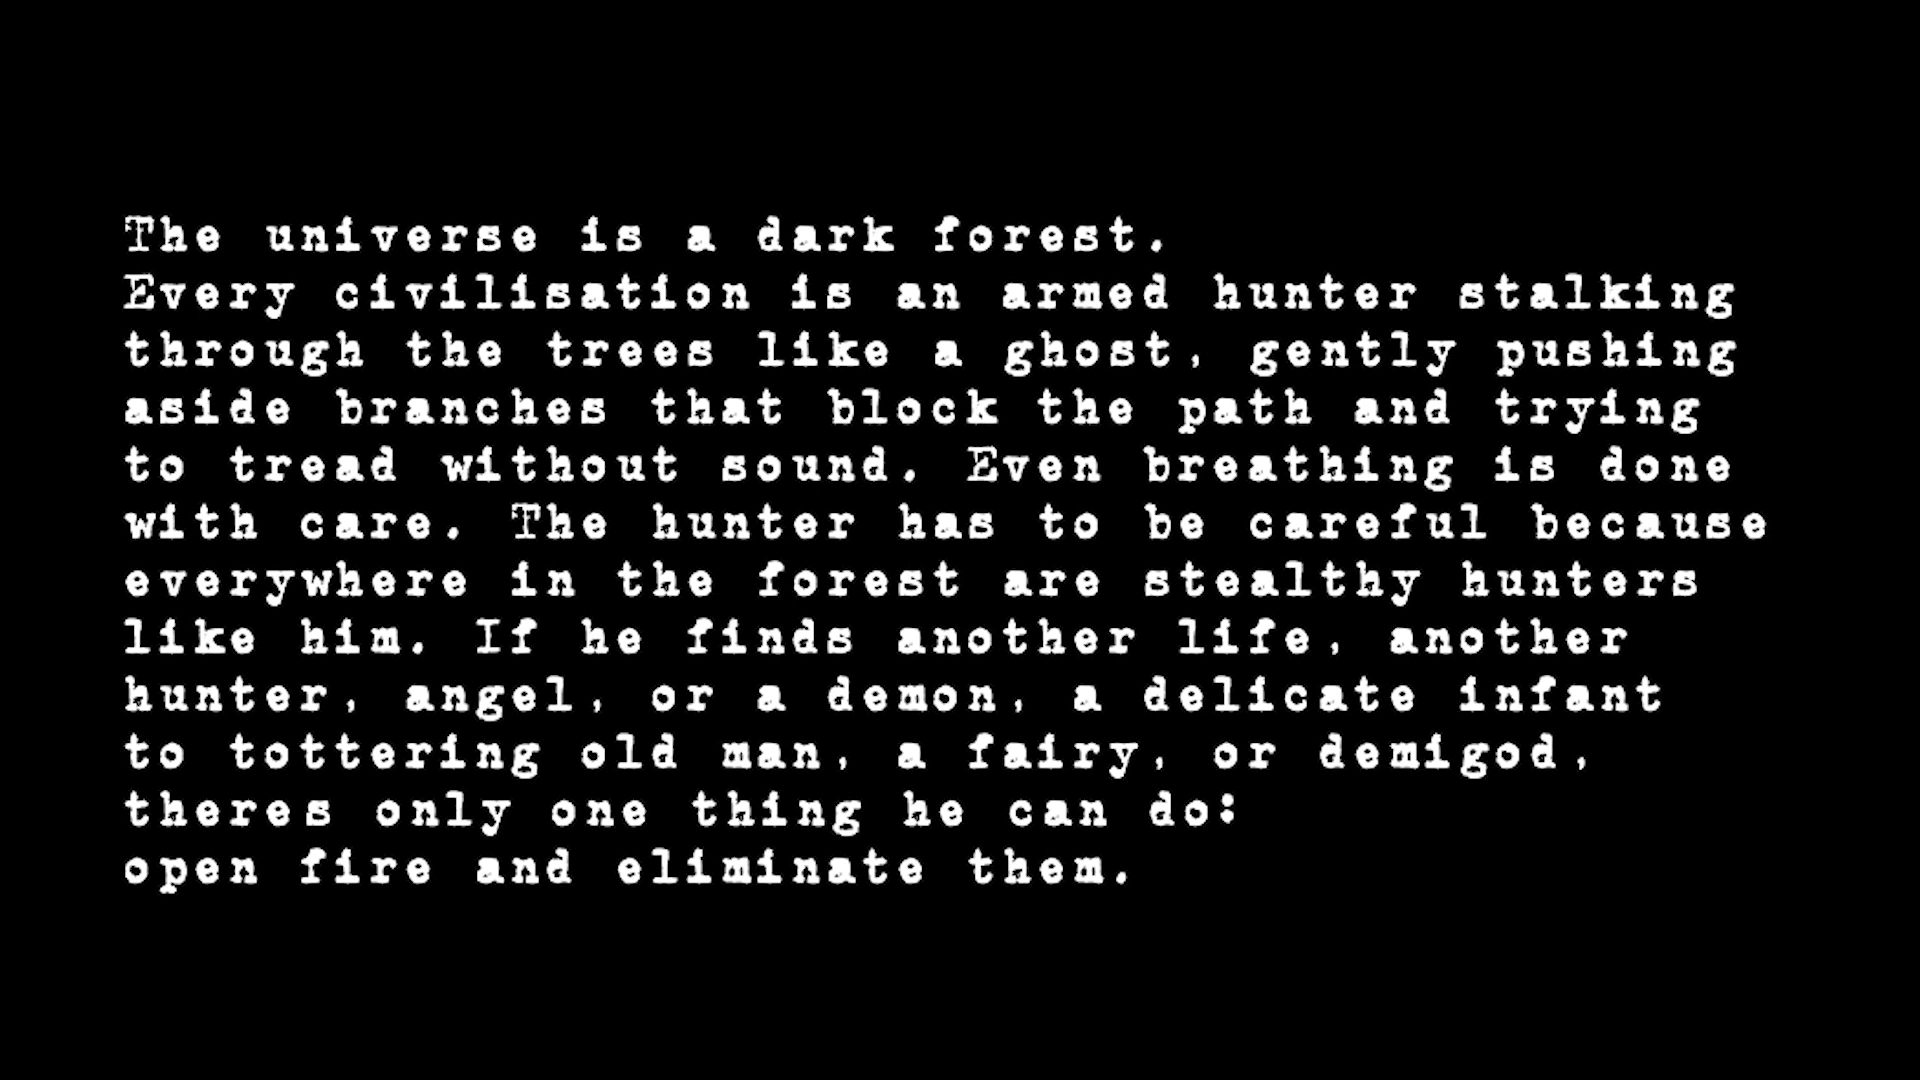 The universe is a dark forest.
Every civilisation is an armed hunter stalking
through the trees like a ghost, gently pushing
aside branches that block the path and trying
to tread without sound. Even breathing is done
with care. The hunter has to be careful because
everywhere in the forest are stealthy hunters
like him. If he finds another life, another
hunter, angel, or a demon, a delicate infant
to tottering old man, a fairy, or demigod,
theres only one thing he can do:
open fire and eliminate them.